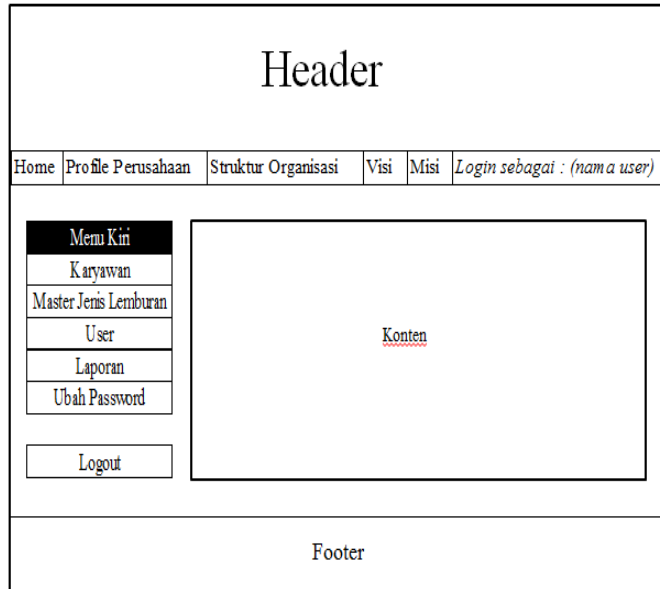 Header
Home Profile Perusahaan Struktur Organisasi Visi Misi Login sebagai : (nama user)
Menu Kiri
Karyawan
Master Jenis Lemburan
User
Laporan
Ubah Password
Logout
Konten
Footer